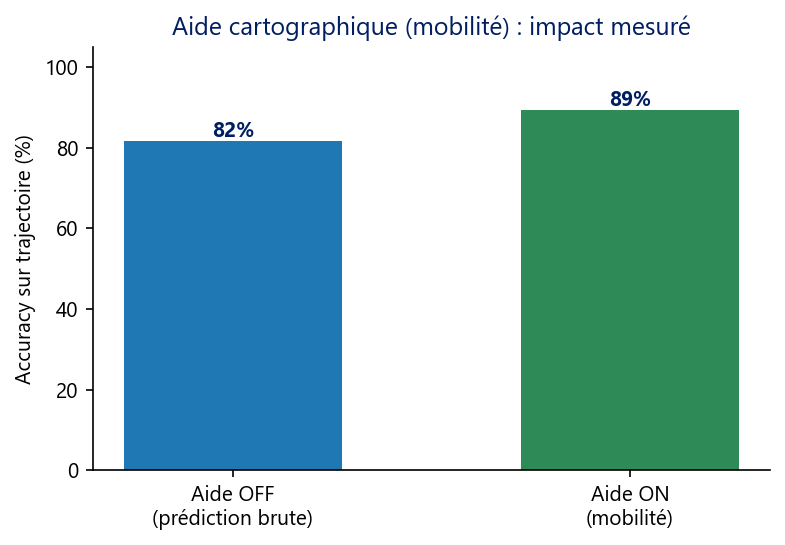 Aide cartographique (mobilité) : impact mesuré
Accuracy sur trajectoire (%)
100
80
60
40
20
0
82%
89%
Aide OFF
(prédiction brute)
Aide ON
(mobilité)